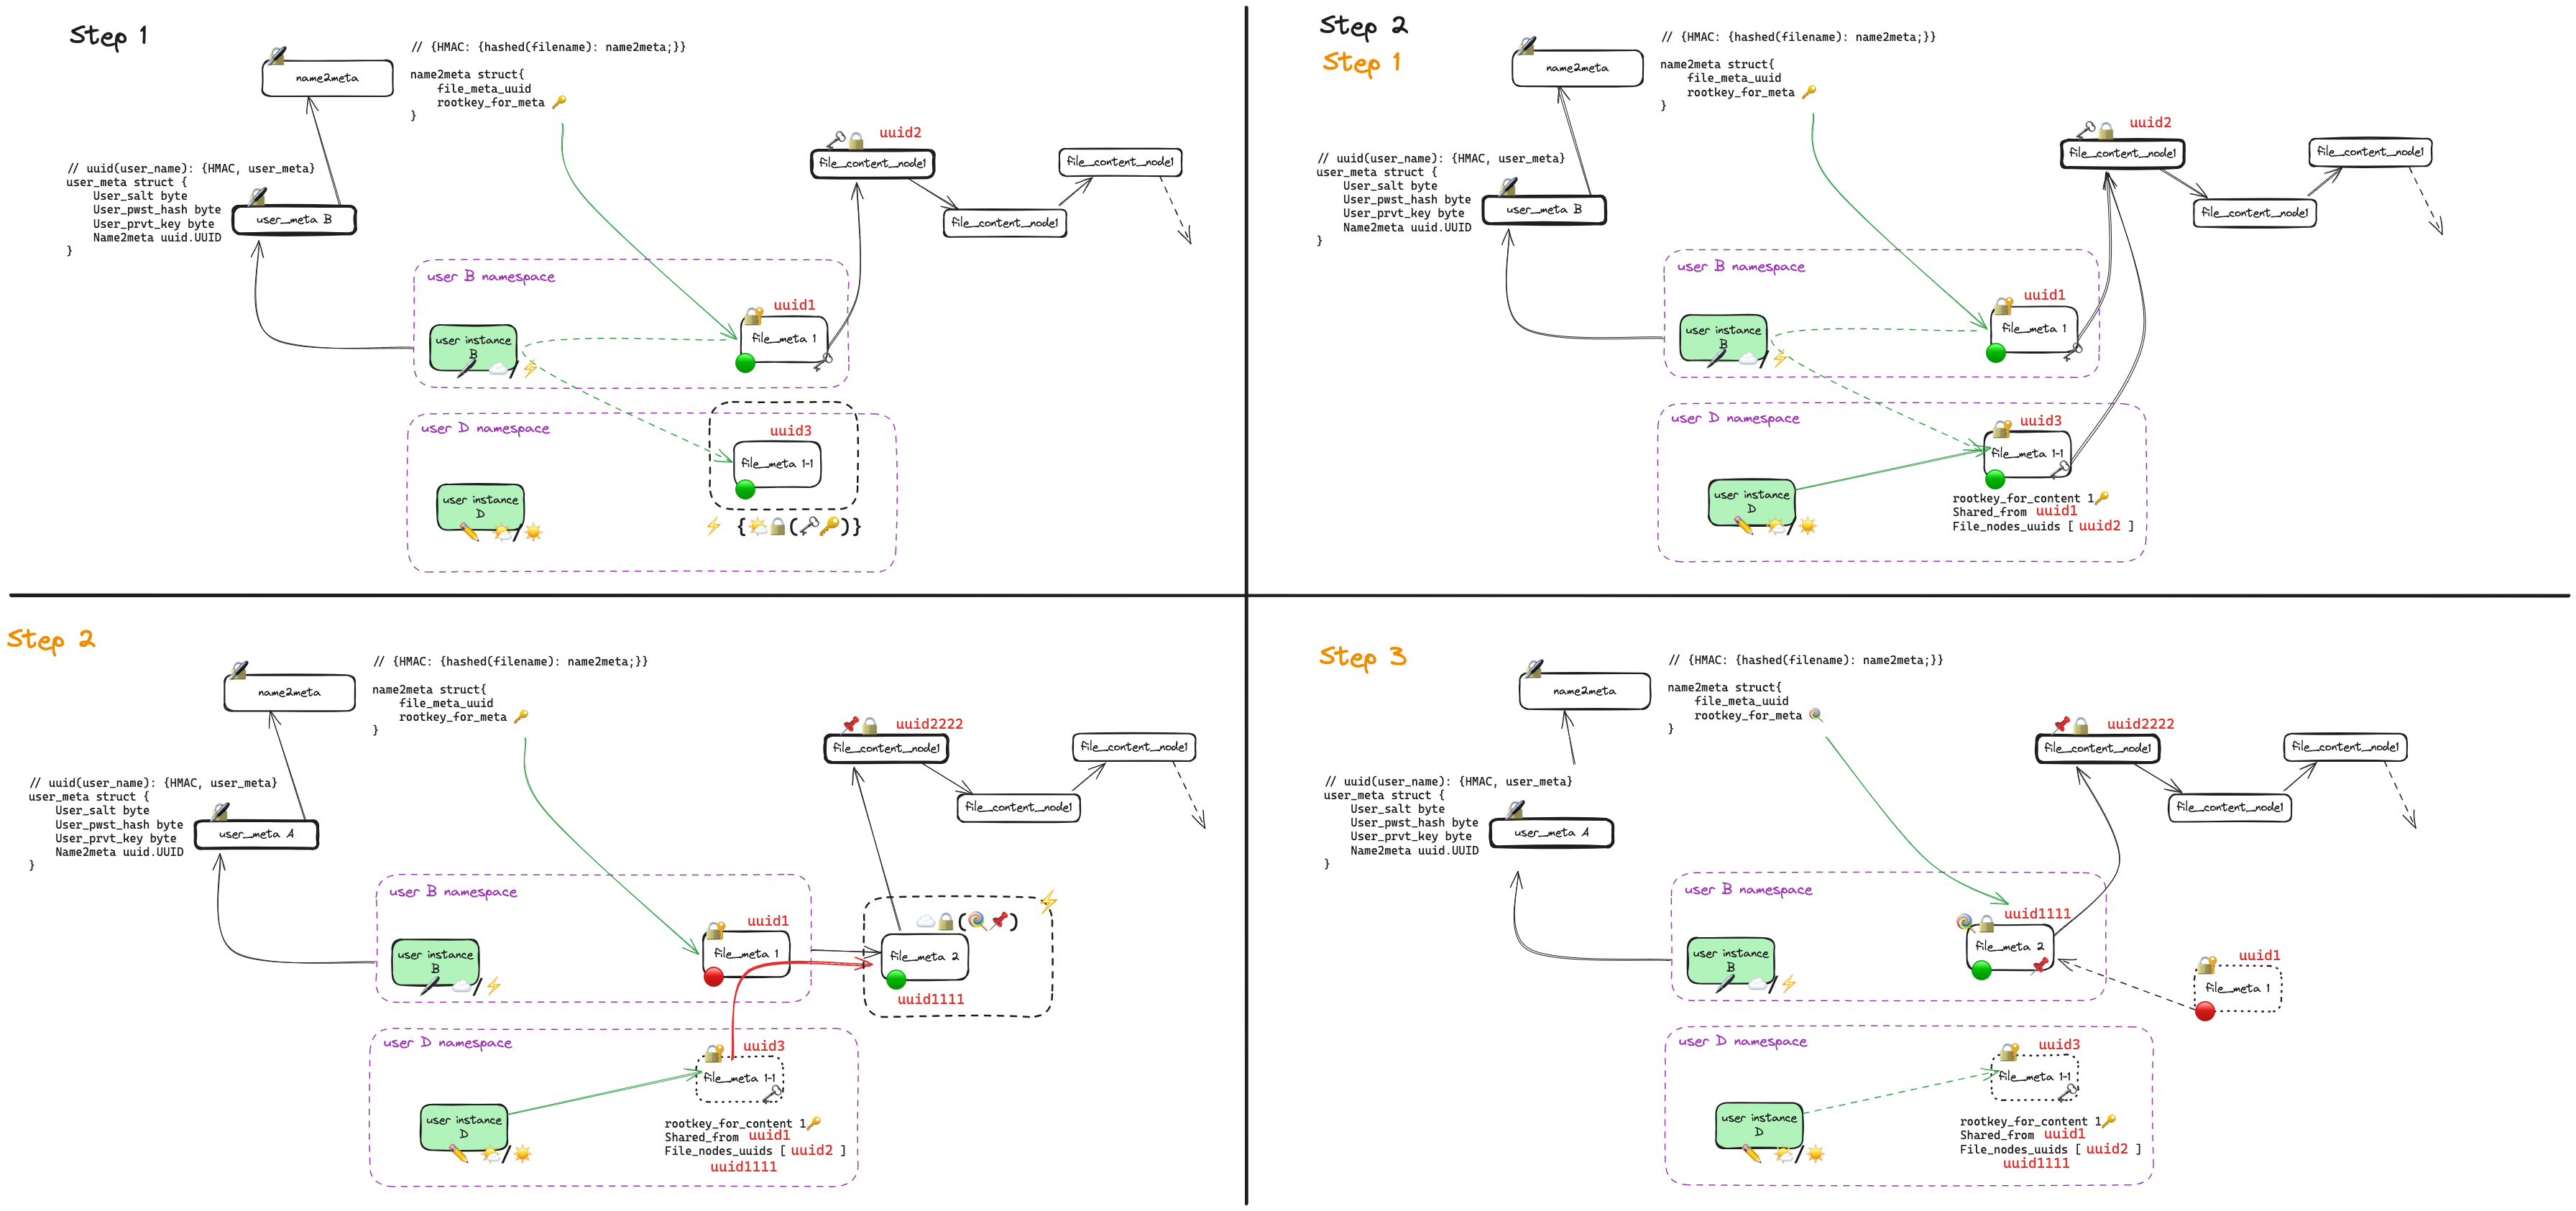 Step 1
// {HMAC: {hashed(filename): name2meta;}}
name2meta
name2meta struct{
file_meta_uuid
rootkey_for_meta 🔑
}
uuid2
file_content_node1
file_content_node1
file_content_node1
// uuid(user_name): {HMAC, user_meta}
user_meta struct {
User_salt byte
User_pwst_hash byte
User_prvt_key byte
Name2meta uuid.UUID
}
user_meta B
user B namespace
uuid1
file_meta 1
user instance
B
user D namespace
uuid3
file_meta 1-1
user instance
D
⚡ {🌤🔒(🗝🔑)}
Step 2
Step 1
// {HMAC: {hashed(filename): name2meta;}}
name2meta
name2meta struct{
file_meta_uuid
rootkey_for_meta 🔑
}
uuid2
file_content_node1
file_content_node1
file_content_node1
// uuid(user_name): {HMAC, user_meta}
user_meta struct {
User_salt byte
User_pwst_hash byte
User_prvt_key byte
Name2meta uuid.UUID
}
user_meta B
user B namespace
uuid1
file_meta 1
user instance
B
user D namespace
uuid3
file_meta 1-1
user instance
D
rootkey_for_content 1🔑
Shared_from uuid1
File_nodes_uuids [ uuid2 ]
Step 2
// {HMAC: {hashed(filename): name2meta;}}
name2meta
name2meta struct{
file_meta_uuid
rootkey_for_meta 🔑
}
uuid2222
file_content_node1
file_content_node1
file_content_node1
// uuid(user_name): {HMAC, user_meta}
user_meta struct {
User_salt byte
User_pwst_hash byte
User_prvt_key byte
Name2meta uuid.UUID
}
user_meta A
user B namespace
uuid1
file_meta 1
☁🔒(🍭📌)
file_meta 2
uuid1111
user instance
B
user D namespace
uuid3
file_meta 1-1
user instance
D
rootkey_for_content 1🔑
Shared_from uuid1
File_nodes_uuids [ uuid2 ]
uuid1111
Step 3
// {HMAC: {hashed(filename): name2meta;}}
name2meta
name2meta struct{
file_meta_uuid
rootkey_for_meta 🍭
}
uuid2222
file_content_node1
file_content_node1
file_content_node1
// uuid(user_name): {HMAC, user_meta}
user_meta struct {
User_salt byte
User_pwst_hash byte
User_prvt_key byte
Name2meta uuid.UUID
}
user_meta A
user B namespace
uuid1111
file_meta 2
user instance
B
uuid1
file_meta 1
user D namespace
uuid3
file_meta 1-1
user instance
D
rootkey_for_content 1🔑
Shared_from uuid1
File_nodes_uuids [ uuid2 ]
uuid1111